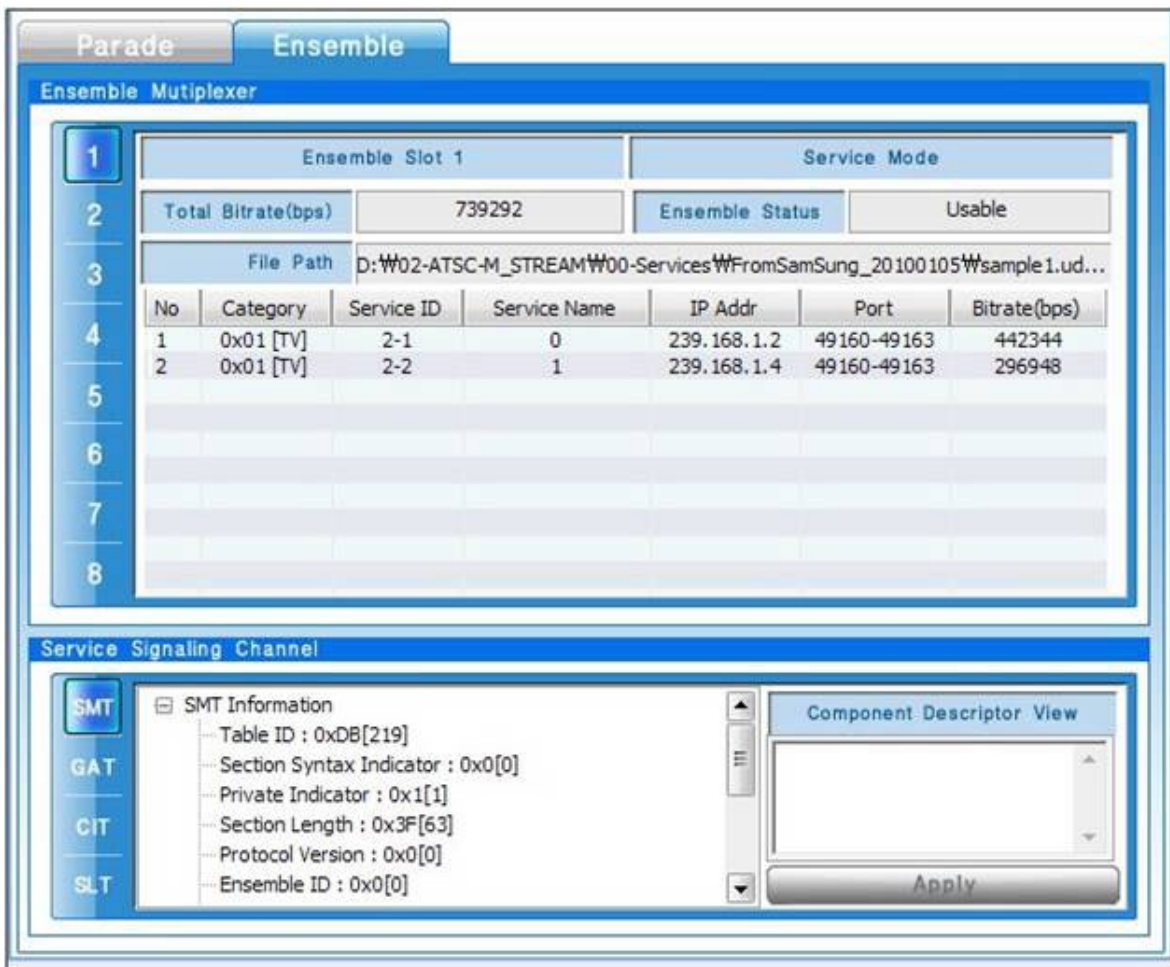 Parade Ensemble
Ensemble Mutiplexer
1 Ensemble Slot 1 Service Mode
2 Total Bitrate(bps) 739292 Ensemble Status Usable
3 File Path D:₩02-ATSC-M_STREAM₩00-Services₩FromSamSung_20100105₩sample1.ud...
No Category Service ID Service Name IP Addr Port Bitrate(bps)
4 1 0x01 [TV] 2-1 0 239.168.1.2 49160-49163 442344
2 0x01 [TV] 2-2 1 239.168.1.4 49160-49163 296948
5
6
7
8
Service Signaling Channel
SMT SMT Information Component Descriptor View
Table ID : 0xDB[219]
GAT Section Syntax Indicator : 0x0[0]
Private Indicator : 0x1[1]
CIT Section Length : 0x3F[63]
Protocol Version : 0x0[0]
SLT Ensemble ID : 0x0[0] Apply